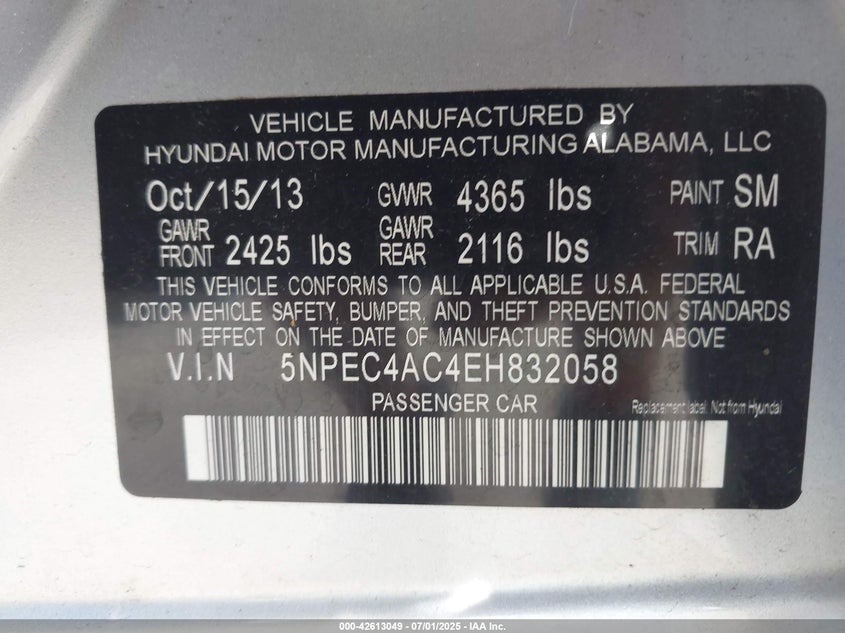 VEHICLE MANUFACTURED BY
HYUNDAI MOTOR MANUFACTURING ALABAMA, LLC
Oct/15/13 GVWR 4365 lbs PAINT SM
GAWR FRONT 2425 lbs GAWR REAR 2116 lbs TRIM RA
THIS VEHICLE CONFORMS TO ALL APPLICABLE U.S.A. FEDERAL
MOTOR VEHICLE SAFETY, BUMPER, AND THEFT PREVENTION STANDARDS
IN EFFECT ON THE DATE OF MANUFACTURE SHOWN ABOVE
V.I.N 5NPEC4AC4EH832058
PASSENGER CAR
Replacement label. Not from Hyundai
000-42613049 - 07/01/2025 - IAA Inc.